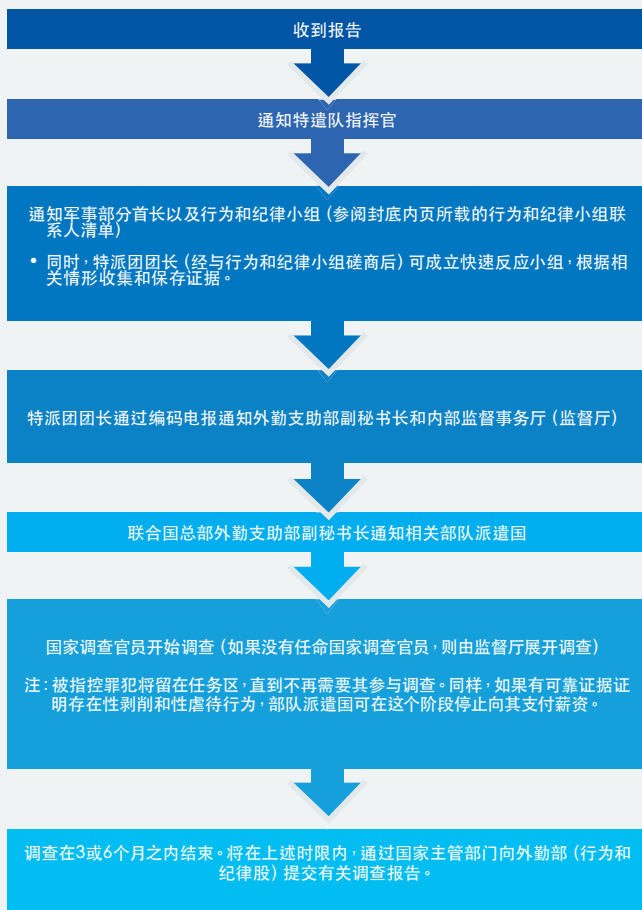 收到报告
通知特遣队指挥官
通知军事部分首长以及行为和纪律小组（参阅封底内页所载的行为和纪律小组联
系人清单）
• 同时，特派团团长（经与行为和纪律小组磋商后）可成立快速反应小组，根据相
关情形收集和保存证据。
特派团团长通过编码电报通知外勤支助部副秘书长和内部监督事务厅（监督厅）
联合国总部外勤支助部副秘书长通知相关部队派遣国
国家调查官员开始调查（如果没有任命国家调查官员，则由监督厅展开调查）
注：被指控罪犯将留在任务区，直到不再需要其参与调查。同样，如果有可靠证据证
明存在性剥削和性虐待行为，部队派遣国可在这个阶段停止向其支付薪资。
调查在3或6个月之内结束。将在上述时限内，通过国家主管部门向外勤部（行为和
纪律股）提交有关调查报告。